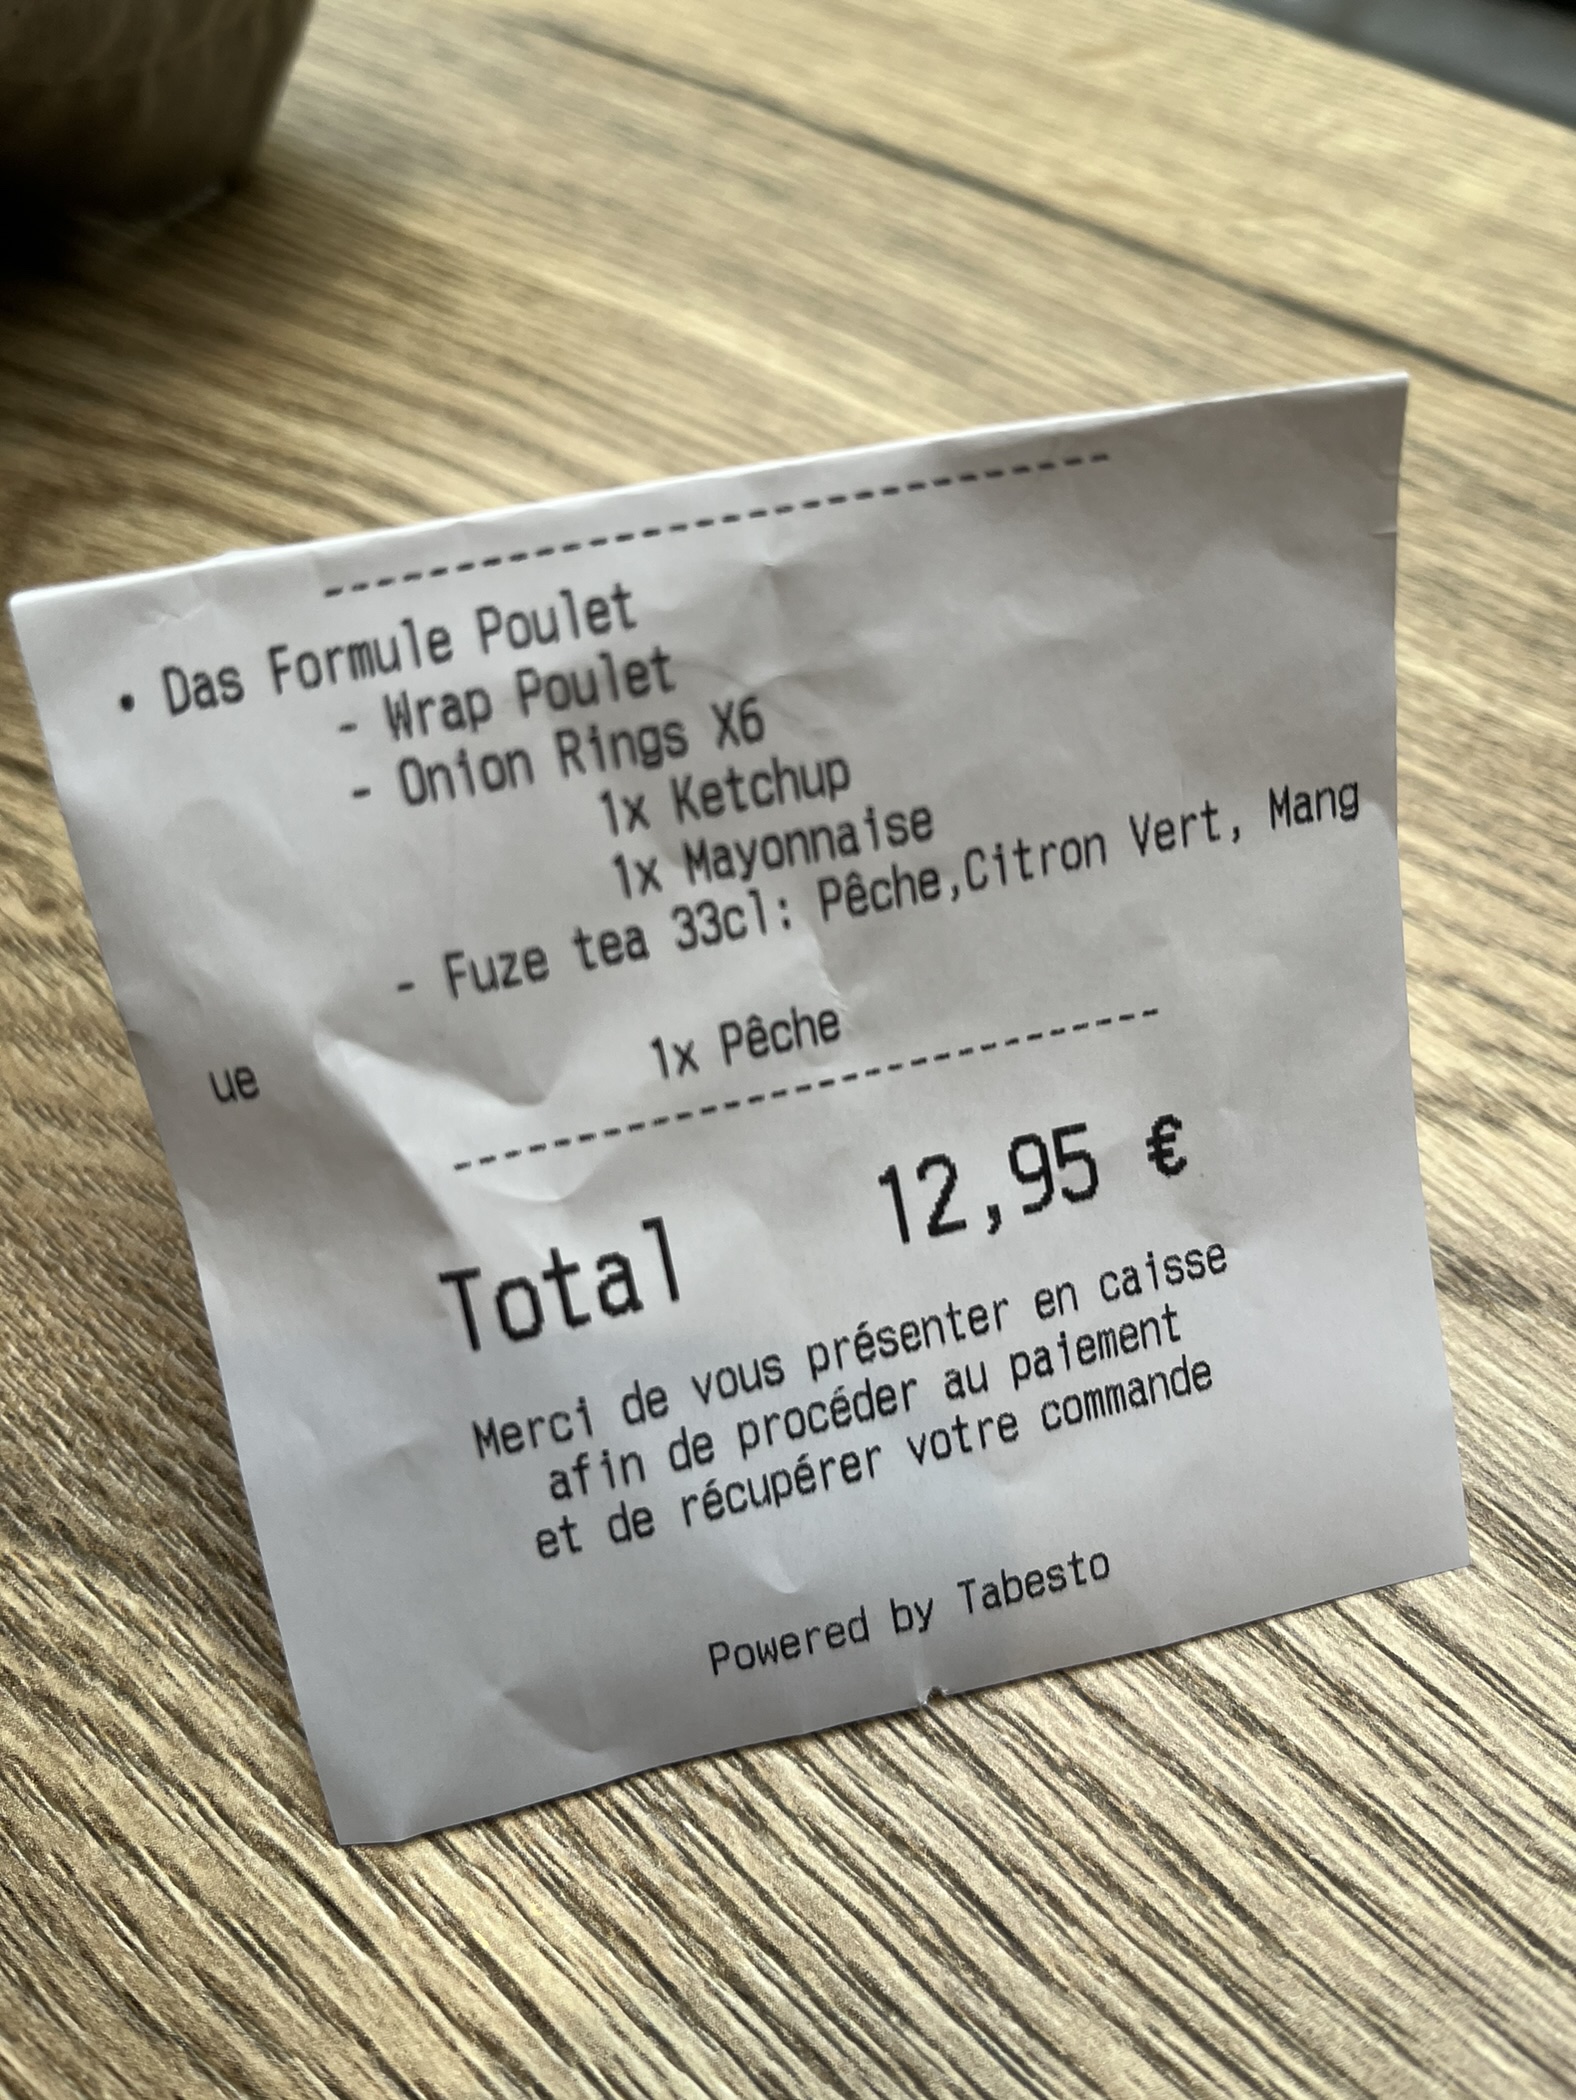 --------------------------------
• Das Formule Poulet
- Wrap Poulet
- Onion Rings X6
1x Ketchup
1x Mayonnaise
- Fuze tea 33cl: Pêche,Citron Vert, Mang
ue
1x Pêche
--------------------------------
Total 12,95 €
Merci de vous présenter en caisse
afin de procéder au paiement
et de récupérer votre commande
Powered by Tabesto